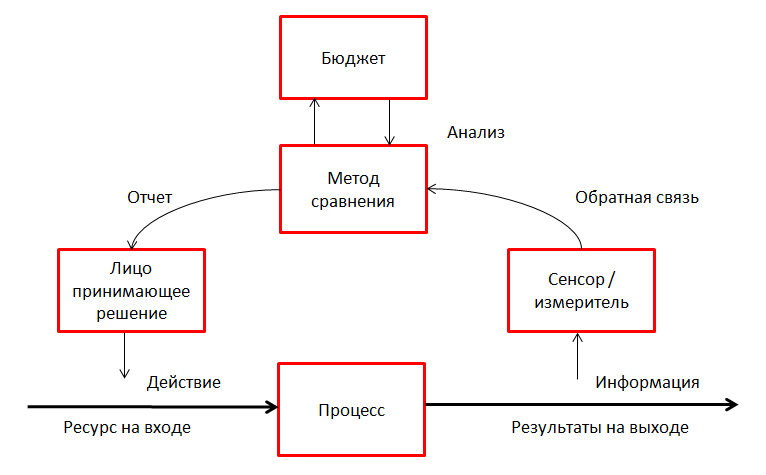 Бюджет
Анализ
Метод
сравнения
Отчет
Обратная связь
Лицо
принимающее
решение
Сенсор /
измеритель
Действие
Информация
Процесс
Ресурс на входе
Результаты на выходе